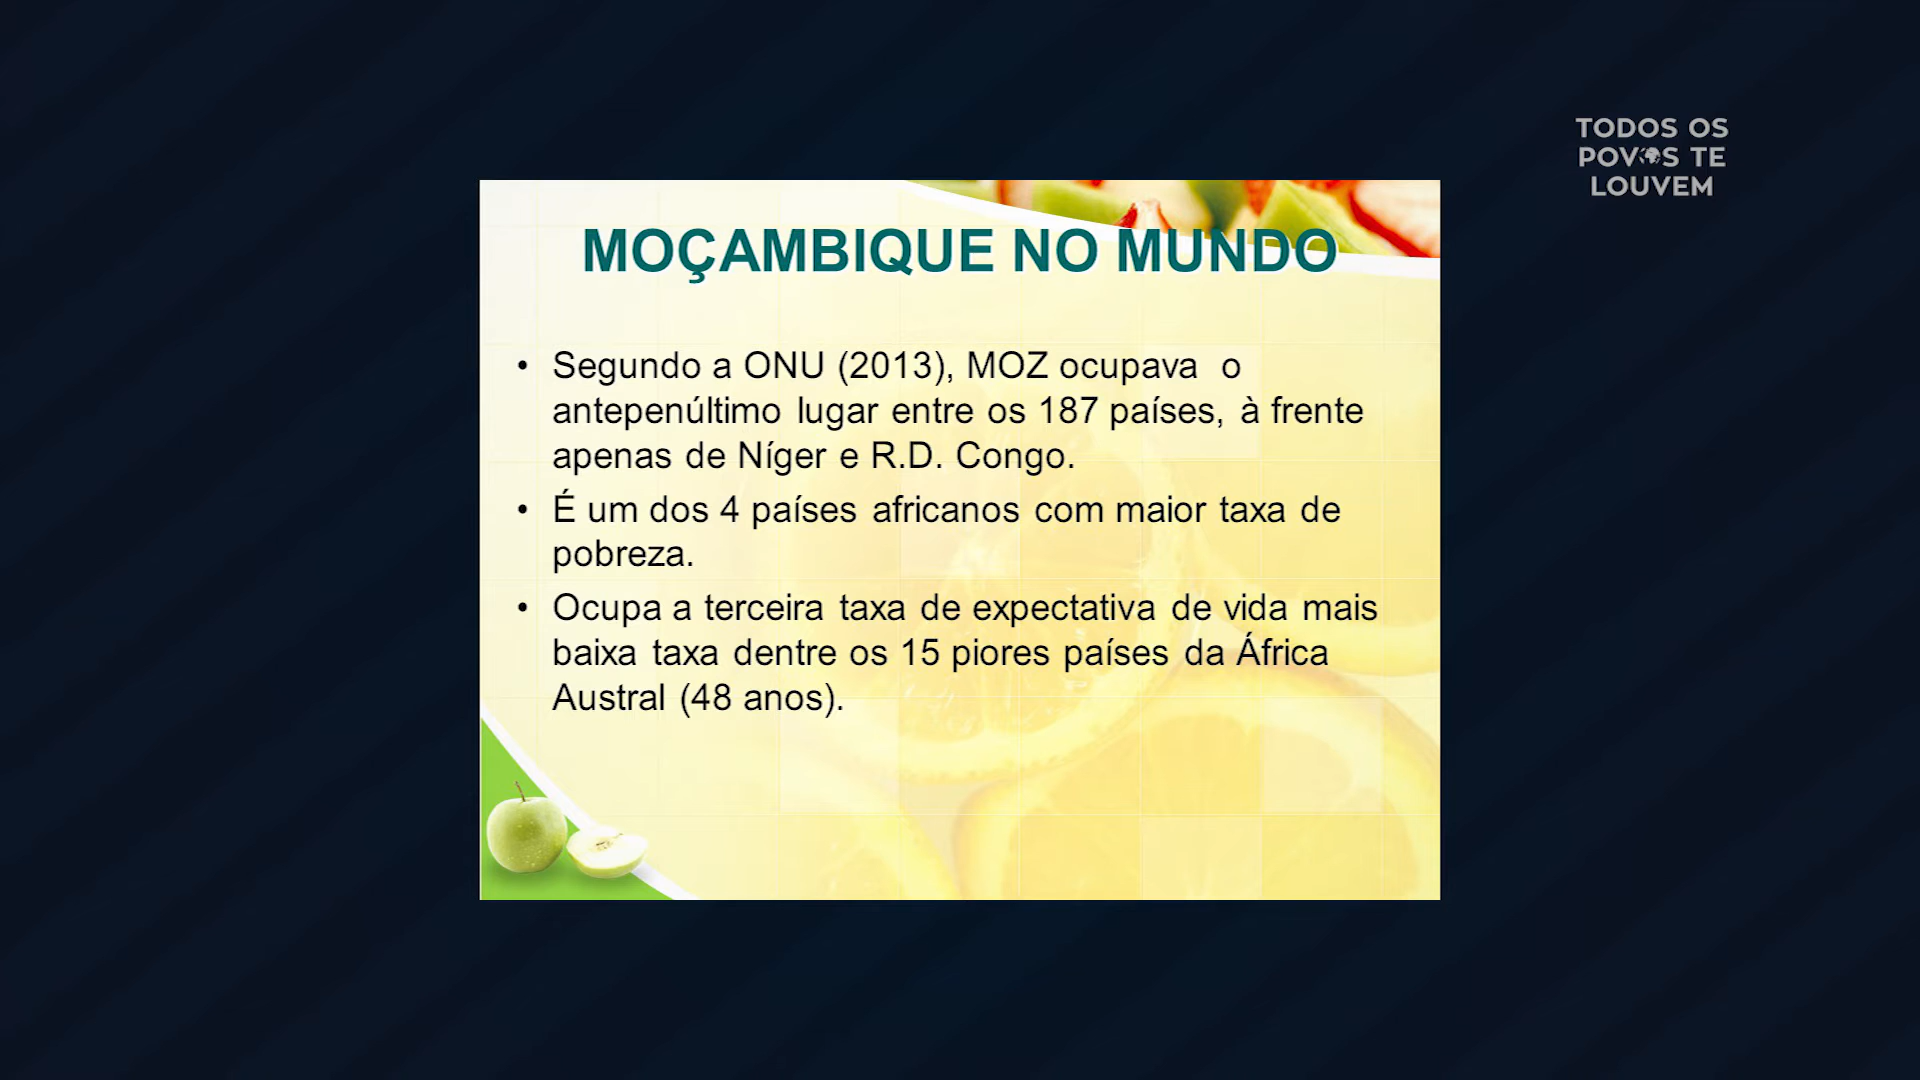 TODOS OS
POVOS TE
LOUVEM
MOÇAMBIQUE NO MUNDO
• Segundo a ONU (2013), MOZ ocupava o
antepenúltimo lugar entre os 187 países, à frente
apenas de Níger e R.D. Congo.
• É um dos 4 países africanos com maior taxa de
pobreza.
• Ocupa a terceira taxa de expectativa de vida mais
baixa taxa dentre os 15 piores países da África
Austral (48 anos).